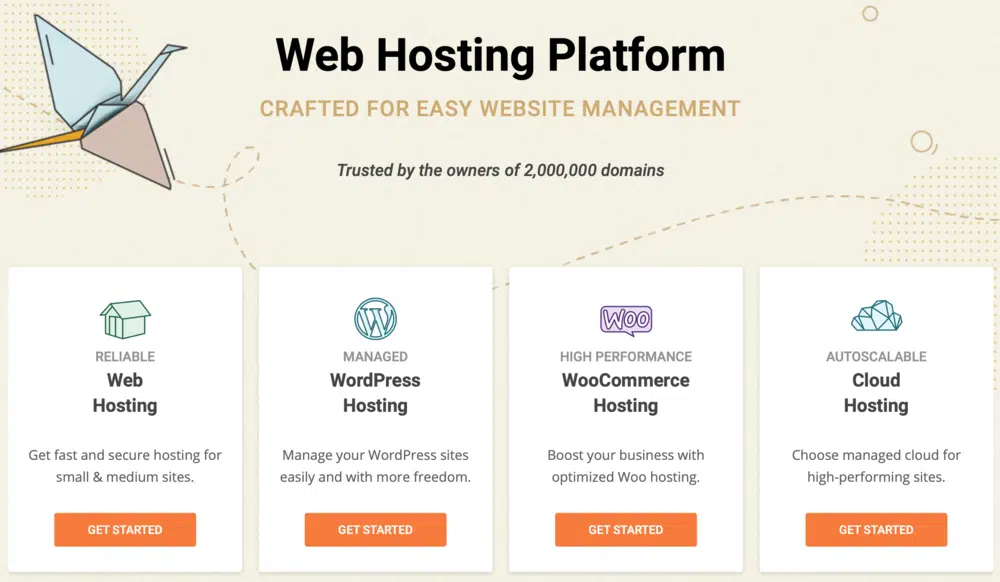 Web Hosting Platform
CRAFTED FOR EASY WEBSITE MANAGEMENT
Trusted by the owners of 2,000,000 domains
RELIABLE
Web
Hosting
Get fast and secure hosting for
small & medium sites.
GET STARTED
MANAGED
WordPress
Hosting
Manage your WordPress sites
easily and with more freedom.
GET STARTED
WOO
HIGH PERFORMANCE
WooCommerce
Hosting
Boost your business with
optimized Woo hosting.
GET STARTED
AUTOSCALABLE
Cloud
Hosting
Choose managed cloud for
high-performing sites.
GET STARTED